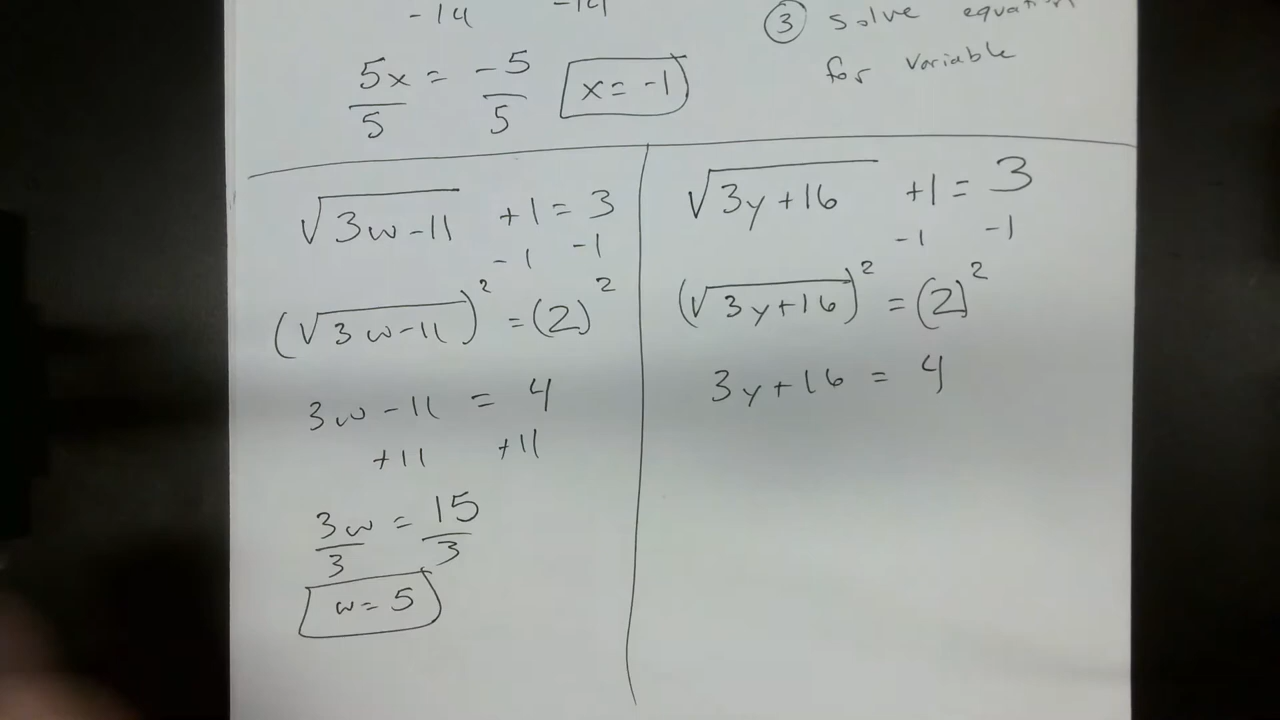 -14 -14
5x = -5
5 5
x = -1
③ solve equation
for variable
√3w-11 +1 = 3
-1 -1
(√3w-11)² = (2)²
3w-11 = 4
+11 +11
3w = 15
3 3
w = 5
√3y+16 +1 = 3
-1 -1
(√3y+16)² = (2)²
3y+16 = 4